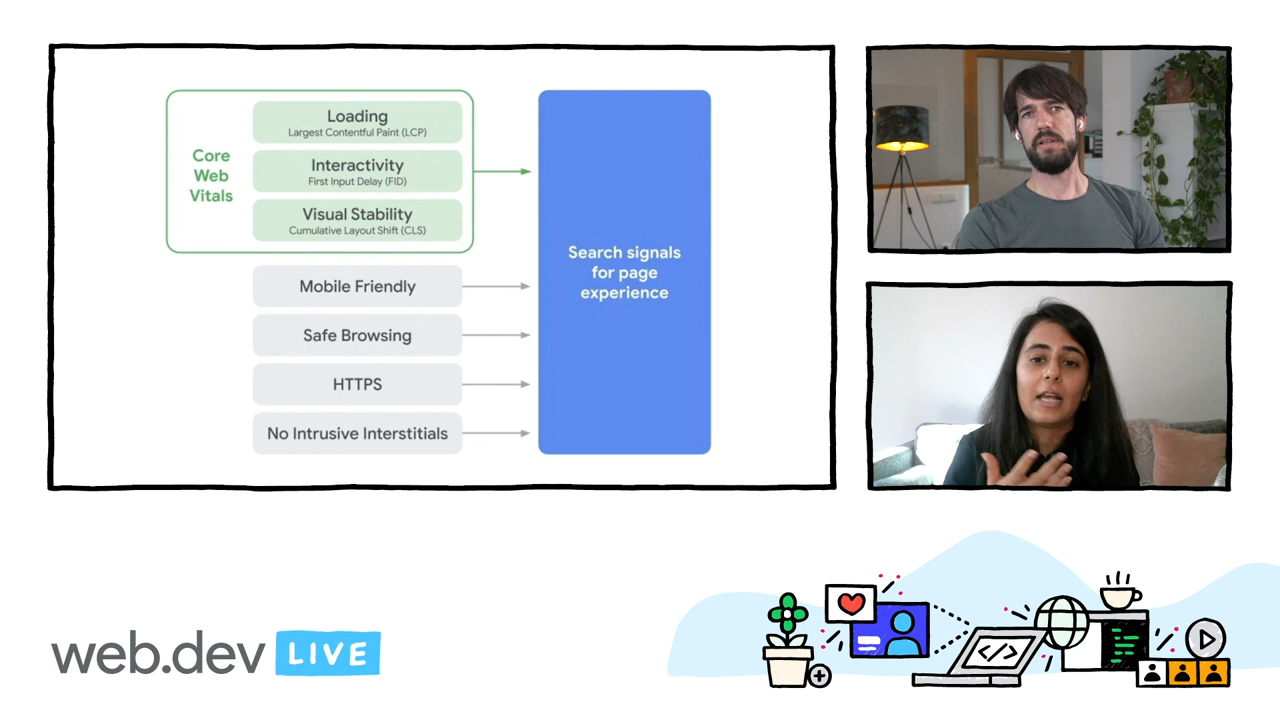 Core
Web
Vitals
Loading
Largest Contentful Paint (LCP)
Interactivity
First Input Delay (FID)
Visual Stability
Cumulative Layout Shift (CLS)
Mobile Friendly
Safe Browsing
HTTPS
No Intrusive Interstitials
Search signals
for page
experience
web.dev LIVE
</>